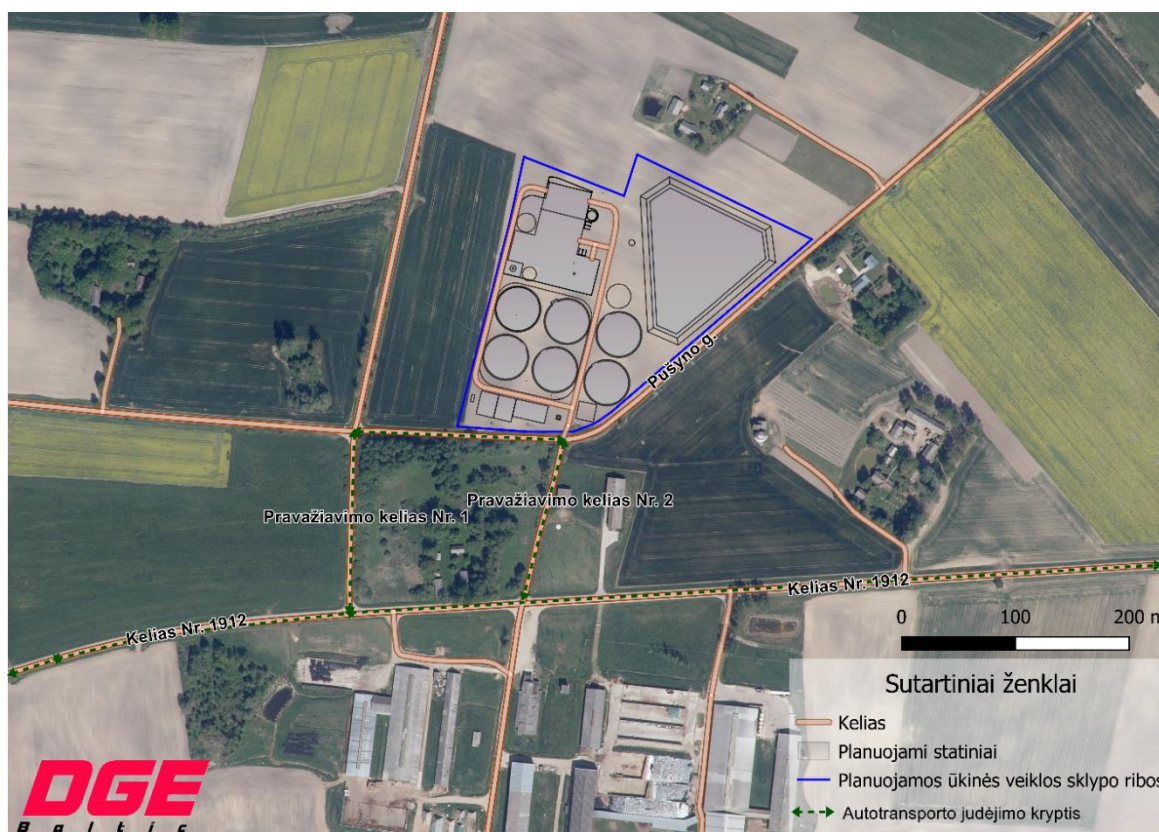 Pušyno g.
Pravažiavimo kelias Nr. 2
Pravažiavimo kelias Nr. 1
Kelias Nr. 1912
Kelias Nr. 1912
0 100 200 m
Sutartiniai ženklai
Kelias
Planuojami statiniai
Planuojamos ūkinės veiklos sklypo ribos
Autotransporto judėjimo kryptis
DGE
Baltic